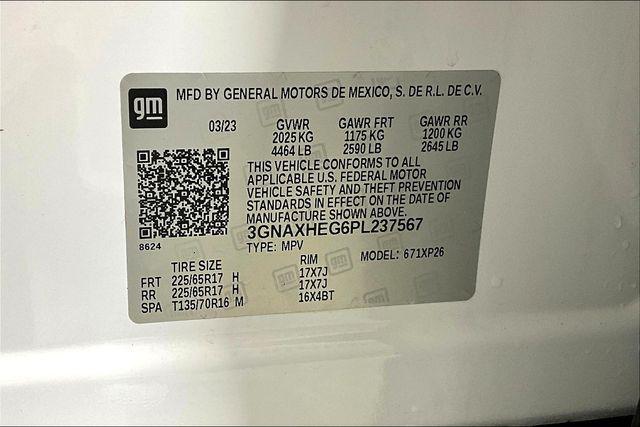 gm
MFD BY GENERAL MOTORS DE MEXICO, S. DE R.L. DE C.V.
03/23 GVWR GAWR FRT GAWR RR
2025 KG 1175 KG 1200 KG
4464 LB 2590 LB 2645 LB
THIS VEHICLE CONFORMS TO ALL
APPLICABLE U.S. FEDERAL MOTOR
VEHICLE SAFETY AND THEFT PREVENTION
STANDARDS IN EFFECT ON THE DATE OF
MANUFACTURE SHOWN ABOVE.
3GNAXHEG6PL237567
8624
TYPE: MPV
MODEL: 671XP26
TIRE SIZE RIM
FRT 225/65R17 H 17X7J
RR 225/65R17 H 17X7J
SPA T135/70R16 M 16X4BT